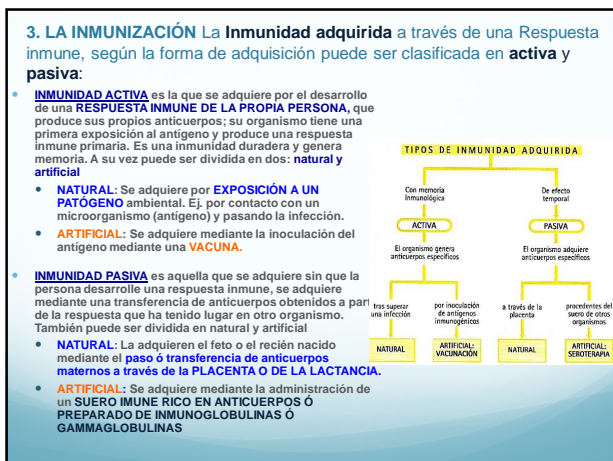 3. LA INMUNIZACIÓN La Inmunidad adquirida a través de una Respuesta
inmune, según la forma de adquisición puede ser clasificada en activa y
pasiva:
INMUNIDAD ACTIVA es la que se adquiere por el desarrollo
de una RESPUESTA INMUNE DE LA PROPIA PERSONA, que
produce sus propios anticuerpos; su organismo tiene una
primera exposición al antígeno y produce una respuesta
inmune primaria. Es una inmunidad duradera y genera
memoria. A su vez puede ser dividida en dos: natural y
artificial
NATURAL: Se adquiere por EXPOSICIÓN A UN
PATÓGENO ambiental. Ej. por contacto con un
microorganismo (antígeno) y pasando la infección.
ARTIFICIAL: Se adquiere mediante la inoculación del
antígeno mediante una VACUNA.
INMUNIDAD PASIVA es aquella que se adquiere sin que la
persona desarrolle una respuesta inmune, se adquiere
mediante una transferencia de anticuerpos obtenidos a part
de la respuesta que ha tenido lugar en otro organismo.
También puede ser dividida en natural y artificial
NATURAL: La adquieren el feto o el recién nacido
mediante el paso ó transferencia de anticuerpos
maternos a través de la PLACENTA O DE LA LACTANCIA.
ARTIFICIAL: Se adquiere mediante la administración de
un SUERO IMUNE RICO EN ANTICUERPOS Ó
PREPARADO DE INMUNOGLOBULINAS Ó
GAMMAGLOBULINAS
TIPOS DE INMUNIDAD ADQUIRIDA
Con memoria
inmunológica
De efecto
temporal
ACTIVA
PASIVA
El organismo genera
anticuerpos específicos
El organismo adquiere
anticuerpos específicos
tras superar
una infección
por inoculación
de antígenos
inmunogénicos
a través de la
placenta
procedentes del
suero de otros
organismos
NATURAL
ARTIFICIAL:
VACUNACIÓN
NATURAL
ARTIFICIAL:
SEROTERAPIA